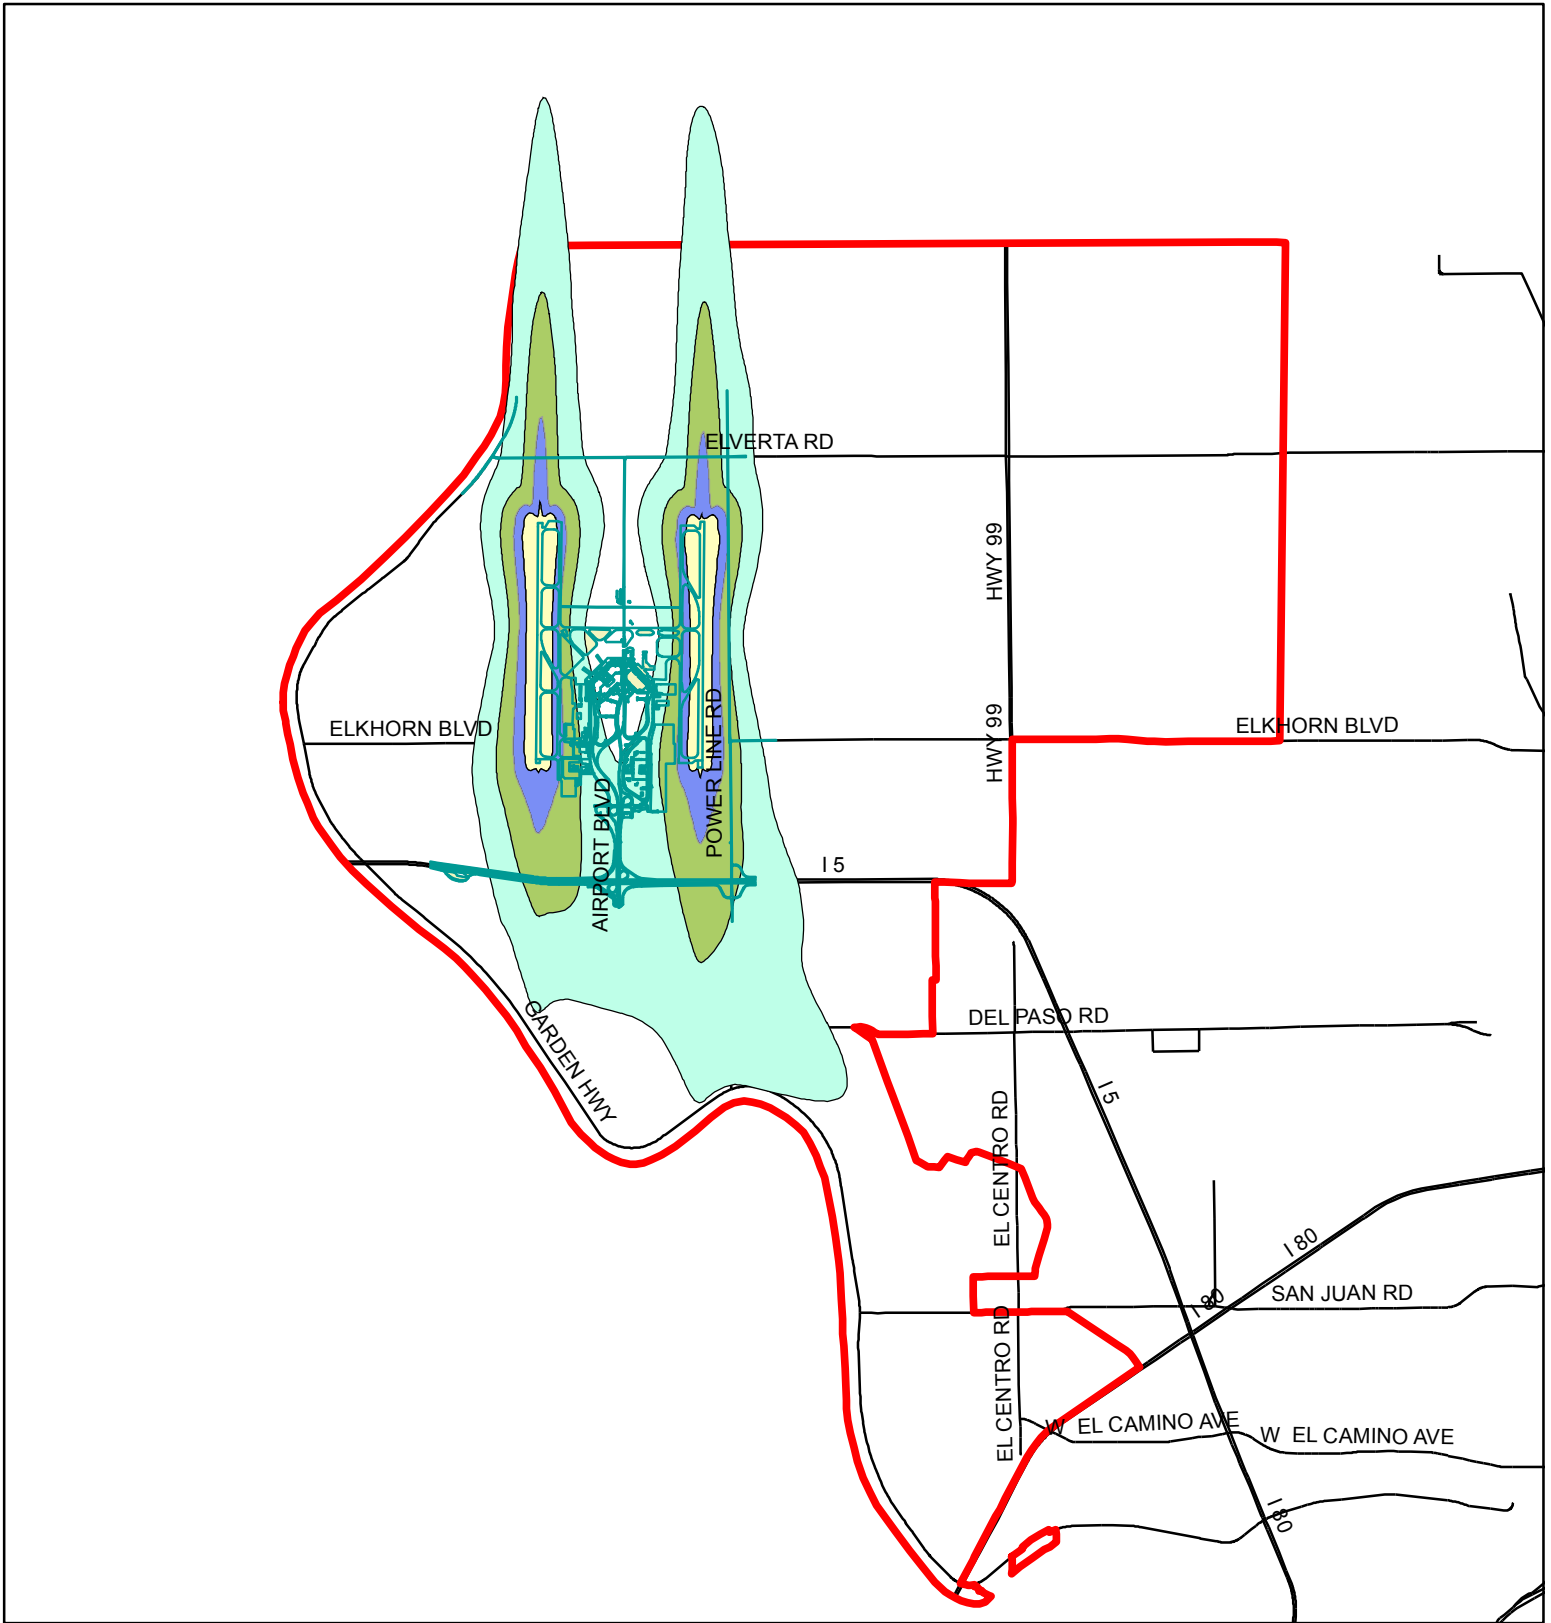 ELVERTA RD
HWY 99
ELKHORN BLVD
POWER LINE RD
HWY 99
ELKHORN BLVD
AIRPORT BLVD
I 5
GARDEN HWY
DEL PASO RD
I 5
EL CENTRO RD
I 80
I 80
SAN JUAN RD
EL CENTRO RD
W EL CAMINO AVE
W EL CAMINO AVE
I 80